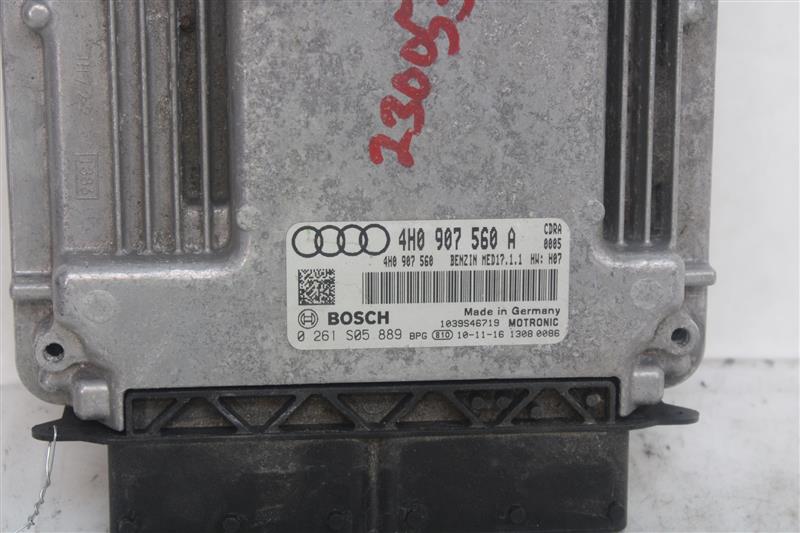 230053
4H0 907 560 A
CDRA
0005
4H0 907 560 BENZIN MED17.1.1 HW: H07
BOSCH
Made in Germany
1039S46719 MOTRONIC
0 261 S05 889 BPG 810 10-11-16 1308 0086